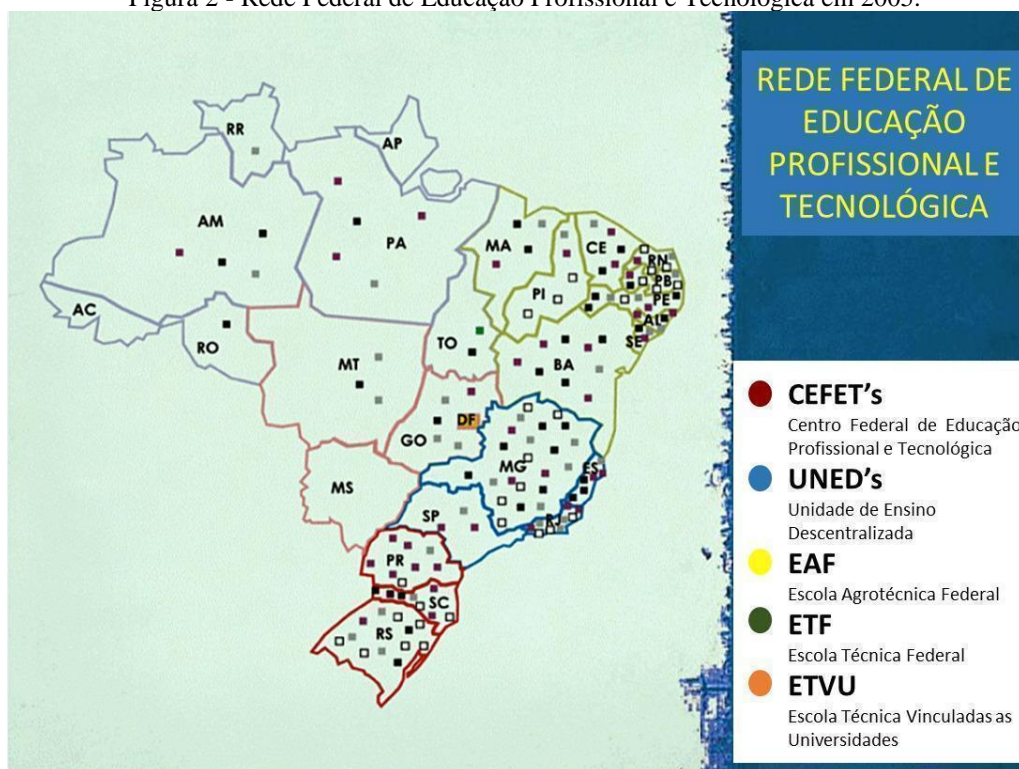 Figura 2 - Rede Federal de Educação Profissional e Tecnológica em 2003.
REDE FEDERAL DE
EDUCAÇÃO
PROFISSIONAL E
TECNOLÓGICA
RR
AP
AM
PA
MA
CE
RN
PB
PI
PE
AC
AL
TO
SE
RO
MT
BA
DF
GO
MG
ES
MS
SP
RJ
PR
SC
RS
CEFET's
Centro Federal de Educação
Profissional e Tecnológica
UNED's
Unidade de Ensino
Descentralizada
EAF
Escola Agrotécnica Federal
ETF
Escola Técnica Federal
ETVU
Escola Técnica Vinculadas as
Universidades